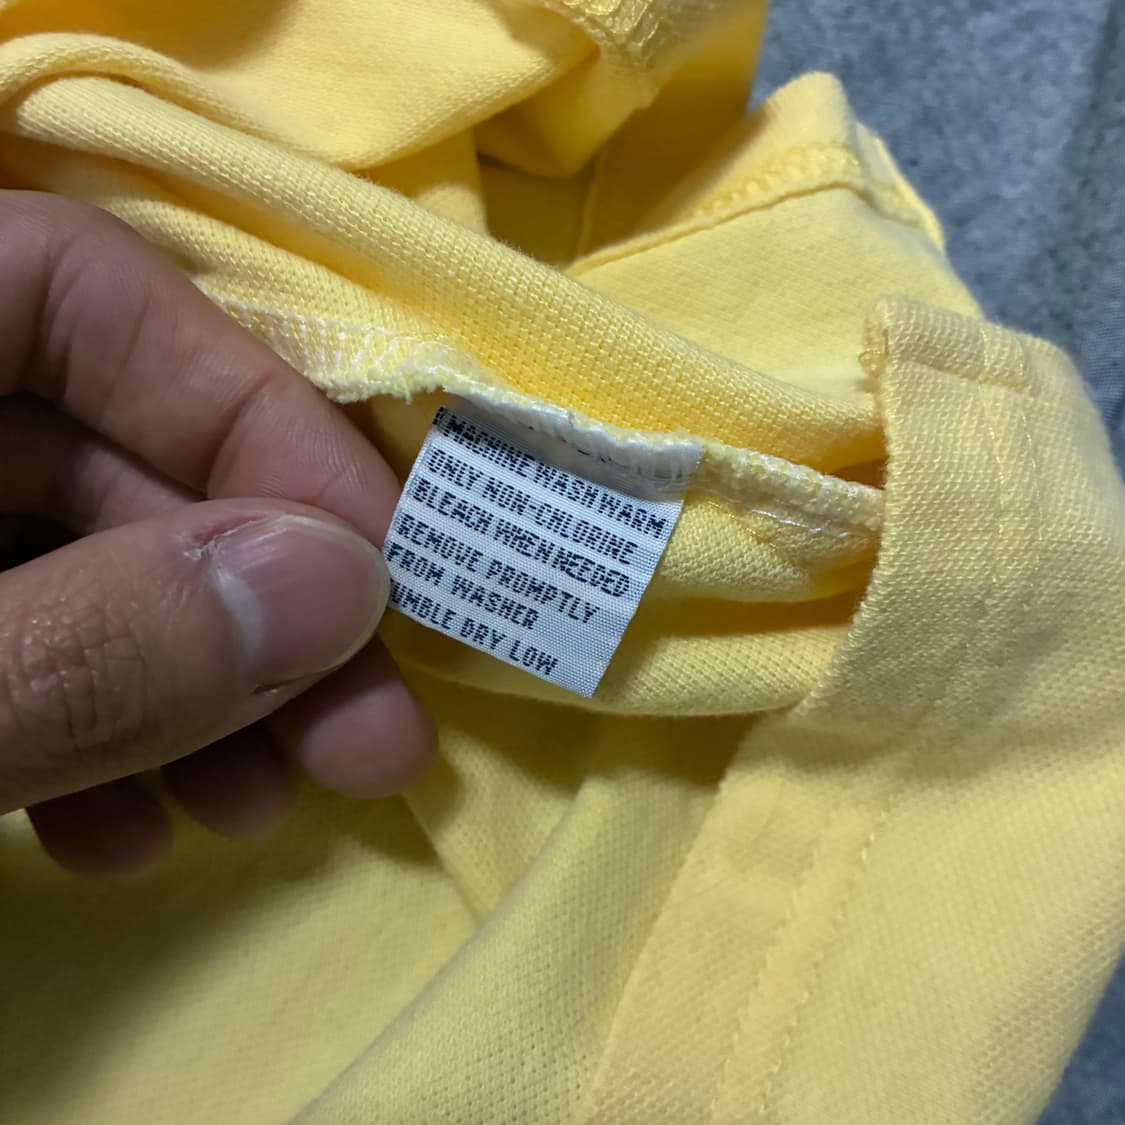 MACHINE WASH WARM
ONLY NON-CHLORINE
BLEACH WHEN NEEDED
REMOVE PROMPTLY
FROM WASHER
UMBLE DRY LOW